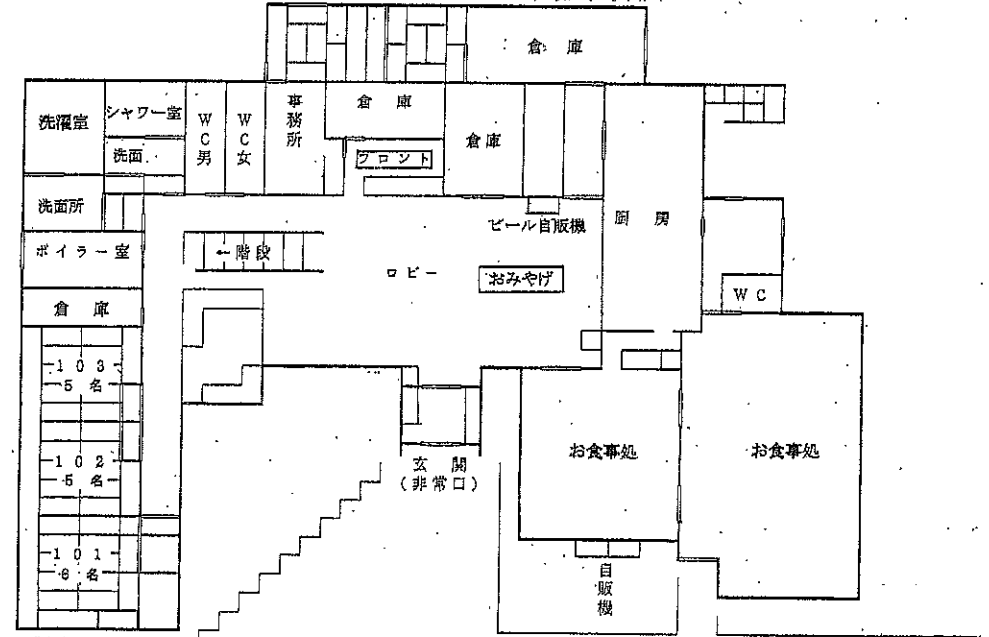 倉庫
洗濯室
シャワー室
洗面
WC男
WC女
事務所
倉庫
フロント
倉庫
洗面所
ボイラー室
倉庫
←階段
ロビー
ビール自販機
おみやげ
厨房
WC
103
5名
102
5名
101
6名
玄関
(非常口)
お食事処
お食事処
自販機